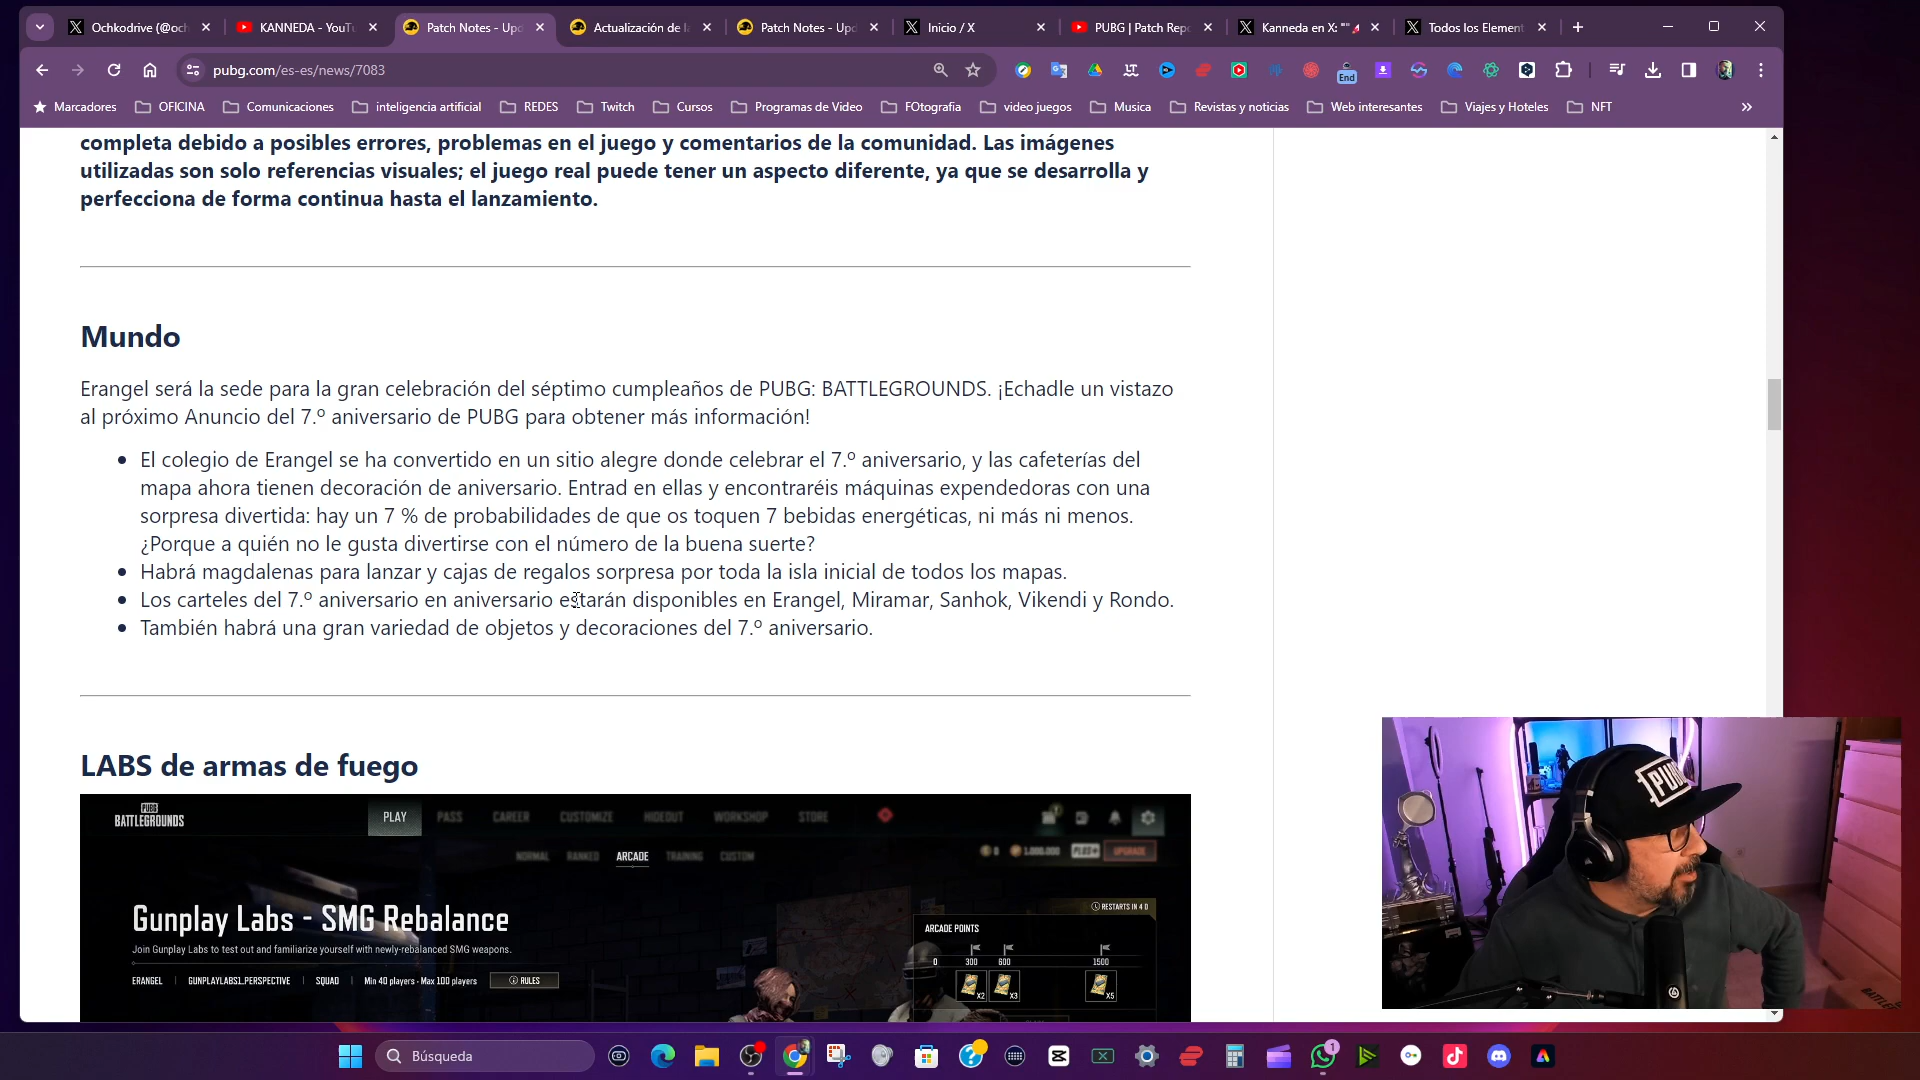 Ochkodrive (@och
KANNEDA - YouTu
Patch Notes - Upd
Actualización de la
Patch Notes - Upd
Inicio / X
PUBG | Patch Repo
Kanneda en X: "
Todos los Element
pubg.com/es-es/news/7083
End
Marcadores
OFICINA
Comunicaciones
inteligencia artificial
REDES
Twitch
Cursos
Programas de Video
FOtografia
video juegos
Musica
Revistas y noticias
Web interesantes
Viajes y Hoteles
NFT
completa debido a posibles errores, problemas en el juego y comentarios de la comunidad. Las imágenes
utilizadas son solo referencias visuales; el juego real puede tener un aspecto diferente, ya que se desarrolla y
perfecciona de forma continua hasta el lanzamiento.
Mundo
Erangel será la sede para la gran celebración del séptimo cumpleaños de PUBG: BATTLEGROUNDS. ¡Echadle un vistazo
al próximo Anuncio del 7.º aniversario de PUBG para obtener más información!
• El colegio de Erangel se ha convertido en un sitio alegre donde celebrar el 7.º aniversario, y las cafeterías del
mapa ahora tienen decoración de aniversario. Entrad en ellas y encontraréis máquinas expendedoras con una
sorpresa divertida: hay un 7 % de probabilidades de que os toquen 7 bebidas energéticas, ni más ni menos.
¿Porque a quién no le gusta divertirse con el número de la buena suerte?
• Habrá magdalenas para lanzar y cajas de regalos sorpresa por toda la isla inicial de todos los mapas.
• Los carteles del 7.º aniversario en aniversario estarán disponibles en Erangel, Miramar, Sanhok, Vikendi y Rondo.
• También habrá una gran variedad de objetos y decoraciones del 7.º aniversario.
LABS de armas de fuego
PUBG
BATTLEGROUNDS
PLAY
PASS
CAREER
CUSTOMIZE
HIDEOUT
WORKSHOP
STORE
NORMAL
RANKED
ARCADE
TRAINING
CUSTOM
0
1,000,000
PLUS+
UPGRADE
Gunplay Labs - SMG Rebalance
Join Gunplay Labs to test out and familiarize yourself with newly-rebalanced SMG weapons.
ERANGEL
GUNPLAYLABS1_PERSPECTIVE
SQUAD
Min 40 players - Max 100 players
RULES
RESTARTS IN 4 D
ARCADE POINTS
0
300
600
1500
X2
X3
X5
PUBG
Búsqueda
1